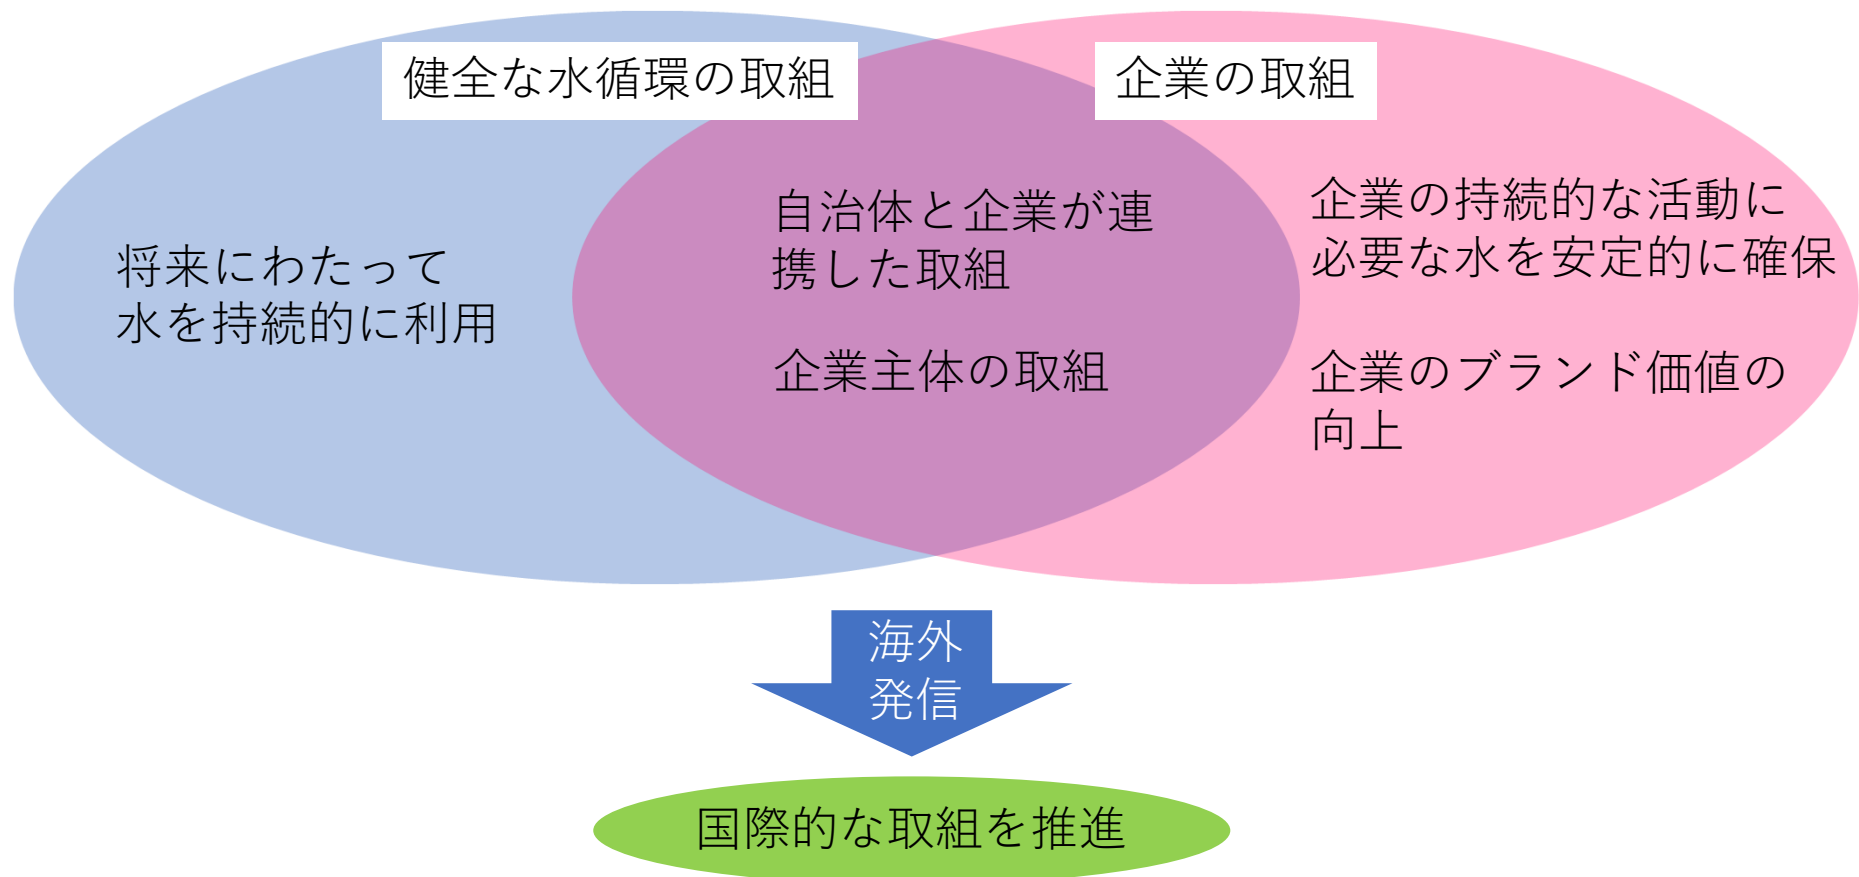 健全な水循環の取組
企業の取組
将来にわたって
水を持続的に利用
自治体と企業が連
携した取組
企業主体の取組
企業の持続的な活動に
必要な水を安定的に確保
企業のブランド価値の
向上
海外
発信
国際的な取組を推進